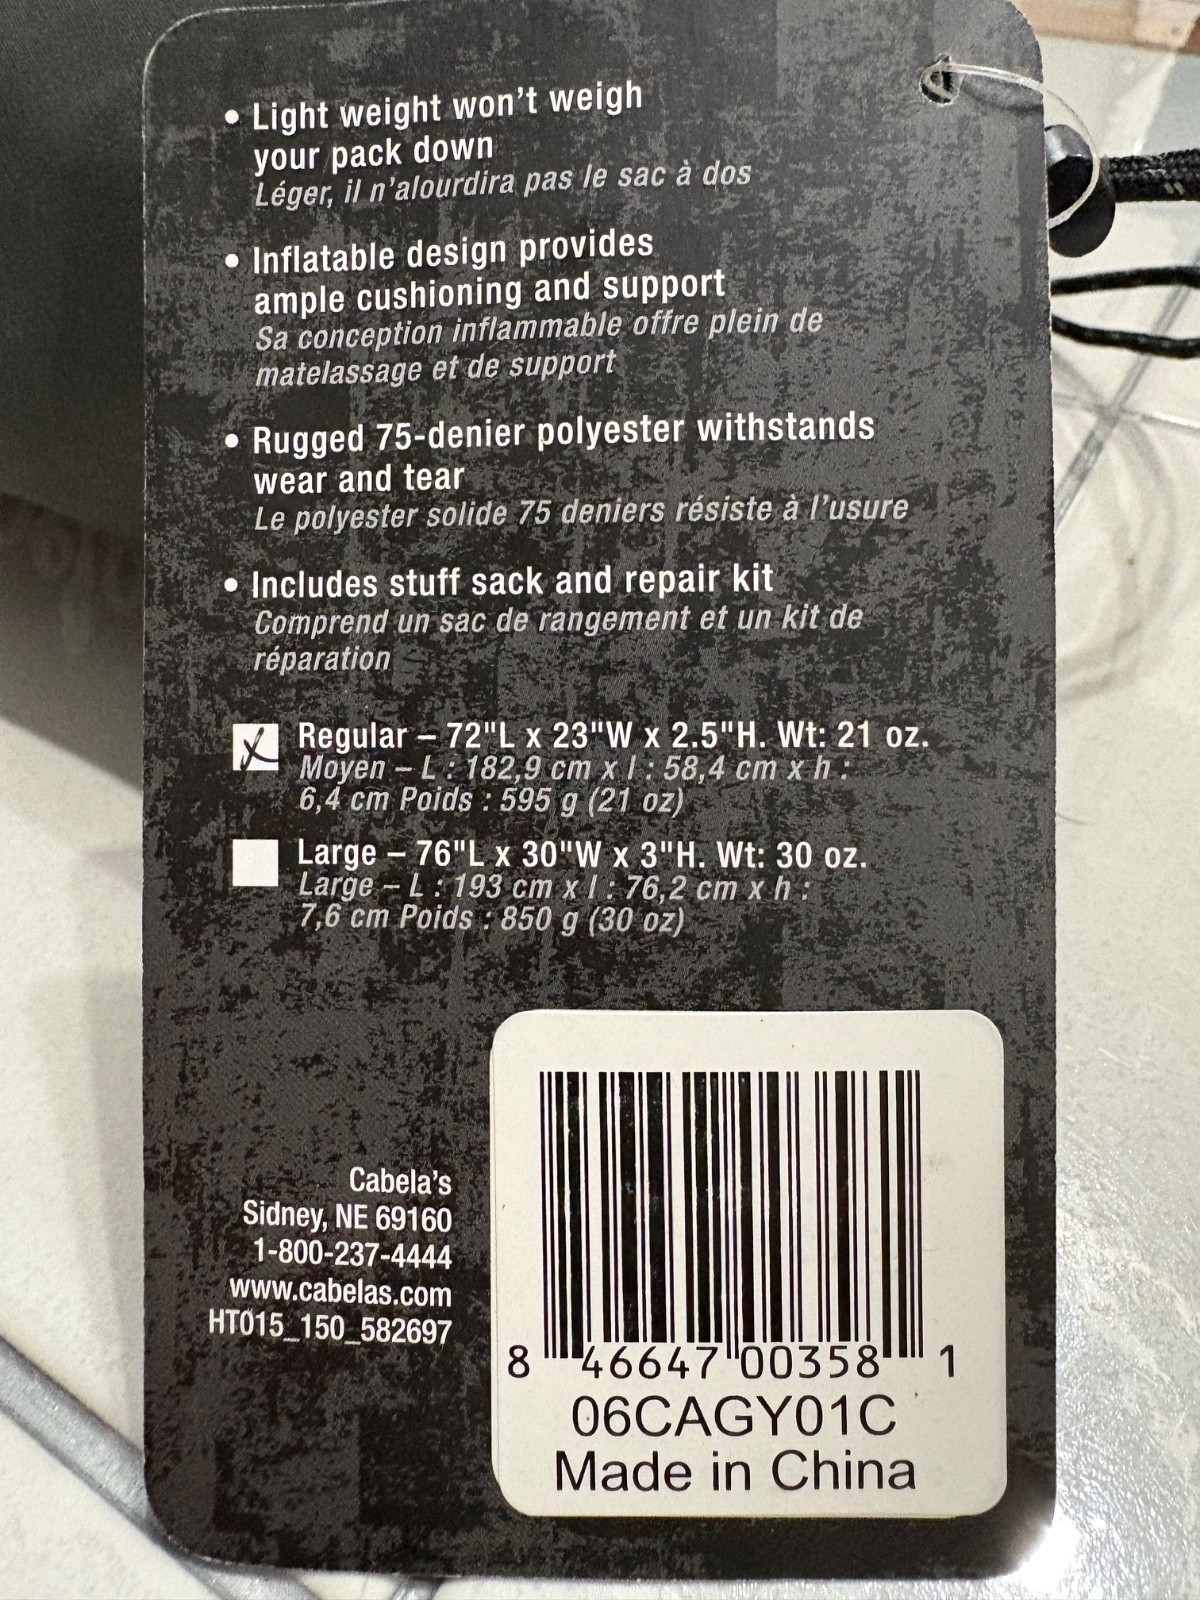 • Light weight won't weigh
your pack down
Léger, il n'alourdira pas le sac à dos
• Inflatable design provides
ample cushioning and support
Sa conception inflammable offre plein de
matelassage et de support
• Rugged 75-denier polyester withstands
wear and tear
Le polyester solide 75 deniers résiste à l'usure
• Includes stuff sack and repair kit
Comprend un sac de rangement et un kit de
réparation
Regular – 72"L x 23"W x 2.5"H. Wt: 21 oz.
Moyen – L : 182,9 cm x l : 58,4 cm x h :
6,4 cm Poids : 595 g (21 oz)
Large – 76"L x 30"W x 3"H. Wt: 30 oz.
Large – L : 193 cm x l : 76,2 cm x h :
7,6 cm Poids : 850 g (30 oz)
Cabela's
Sidney, NE 69160
1-800-237-4444
www.cabelas.com
HT015_150_582697
8 46647 00358 1
06CAGY01C
Made in China